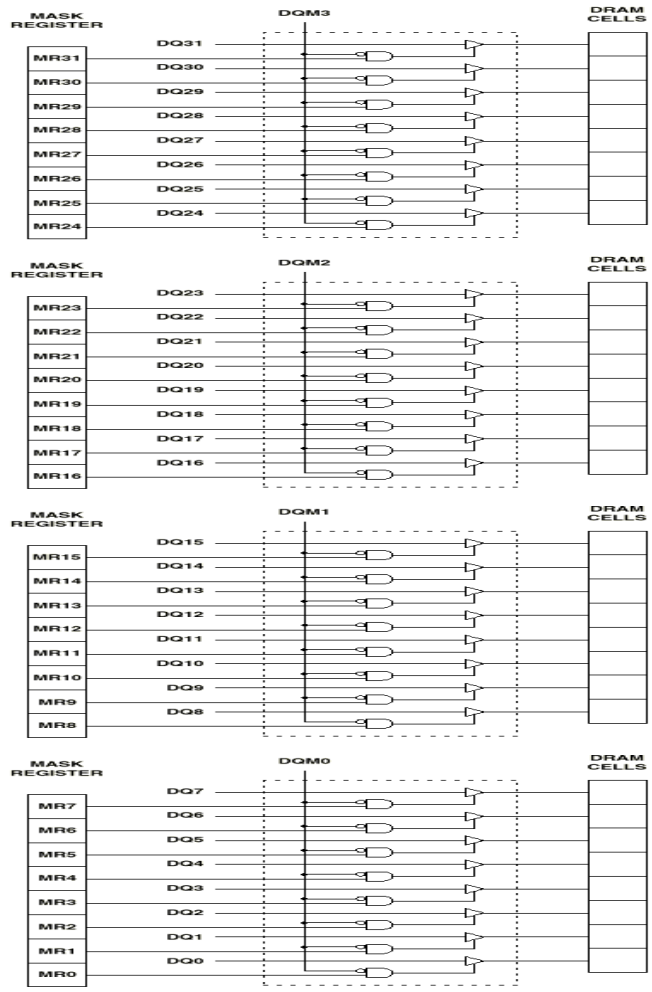 MASK
REGISTER
DQM3
DRAM
CELLS
DQ31
MR31
DQ30
MR30
DQ29
MR29
DQ28
MR28
DQ27
MR27
DQ26
MR26
DQ25
MR25
DQ24
MR24
MASK
REGISTER
DQM2
DRAM
CELLS
DQ23
MR23
DQ22
MR22
DQ21
MR21
DQ20
MR20
DQ19
MR19
DQ18
MR18
DQ17
MR17
DQ16
MR16
MASK
REGISTER
DQM1
DRAM
CELLS
DQ15
MR15
DQ14
MR14
DQ13
MR13
DQ12
MR12
DQ11
MR11
DQ10
MR10
DQ9
MR9
DQ8
MR8
MASK
REGISTER
DQM0
DRAM
CELLS
DQ7
MR7
DQ6
MR6
DQ5
MR5
DQ4
MR4
DQ3
MR3
DQ2
MR2
DQ1
MR1
DQ0
MR0